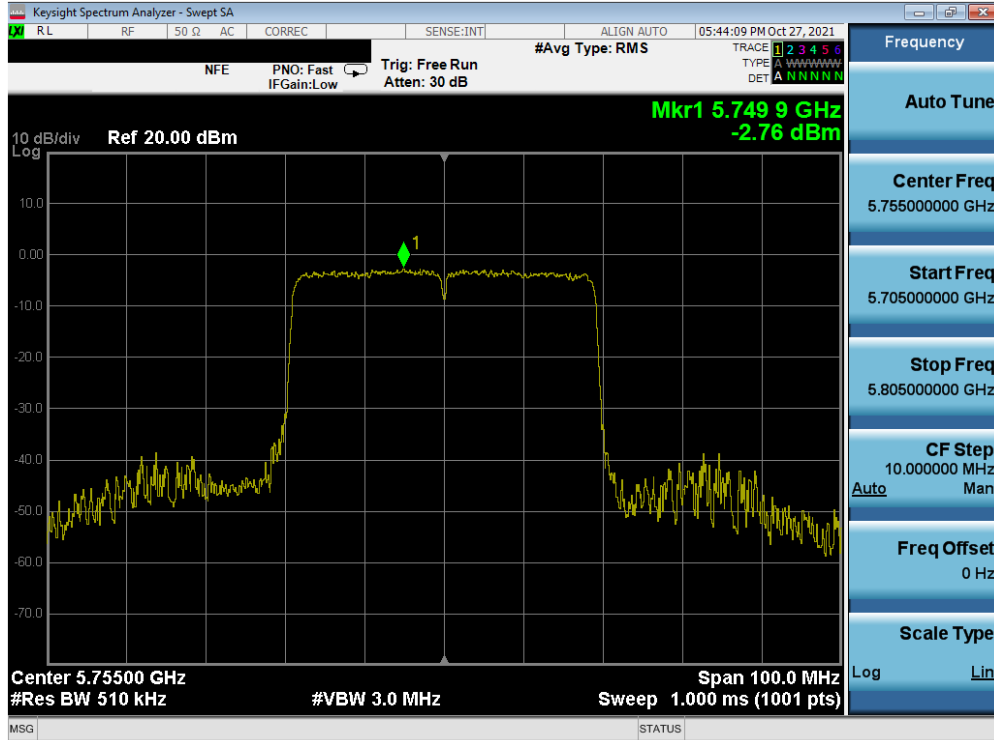 Keysight Spectrum Analyzer - Swept SA
LXI RL RF 50 Ω AC CORREC SENSE:INT ALIGN AUTO 05:44:09 PM Oct 27, 2021
#Avg Type: RMS TRACE 1 2 3 4 5 6
NFE PNO: Fast Trig: Free Run TYPE A WWWWW
IFGain:Low Atten: 30 dB DET A N N N N N
Mkr1 5.749 9 GHz
-2.76 dBm
10 dB/div Ref 20.00 dBm
Log
10.0
0.00
1
-10.0
-20.0
-30.0
-40.0
-50.0
-60.0
-70.0
Center 5.75500 GHz Span 100.0 MHz
#Res BW 510 kHz #VBW 3.0 MHz Sweep 1.000 ms (1001 pts)
MSG STATUS
Frequency
Auto Tune
Center Freq
5.755000000 GHz
Start Freq
5.705000000 GHz
Stop Freq
5.805000000 GHz
CF Step
10.000000 MHz
Auto Man
Freq Offset
0 Hz
Scale Type
Log Lin